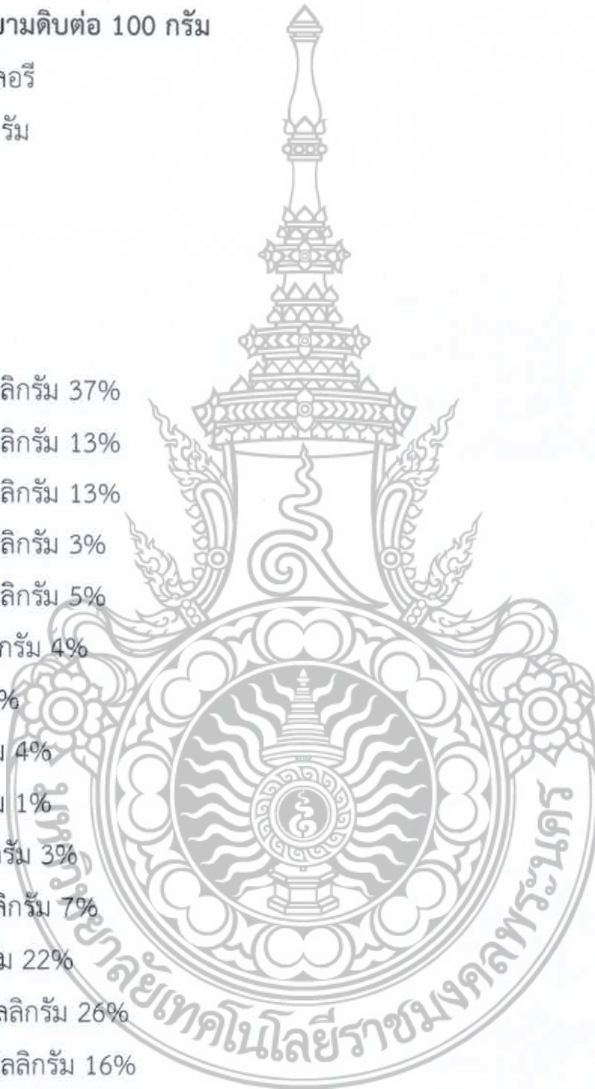 ยามดิบต่อ 100 กรัม
ลอรี
รัม
ลิกรัม 37%
ลิกรัม 13%
ลิกรัม 13%
ลิกรัม 3%
ลิกรัม 5%
กรัม 4%
%
ม 4%
ม 1%
กรัม 3%
ลิกรัม 7%
ม 22%
ลลิกรัม 26%
ลลิกรัม 16%
มหาวิทยาลัยเทคโนโลยีราชมงคลพระนคร